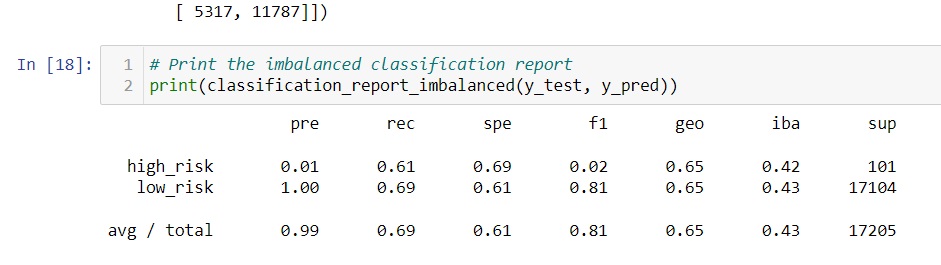 [ 5317, 11787]])
In [18]: 1 # Print the imbalanced classification report
2 print(classification_report_imbalanced(y_test, y_pred))
pre rec spe f1 geo iba sup
high_risk 0.01 0.61 0.69 0.02 0.65 0.42 101
low_risk 1.00 0.69 0.61 0.81 0.65 0.43 17104
avg / total 0.99 0.69 0.61 0.81 0.65 0.43 17205